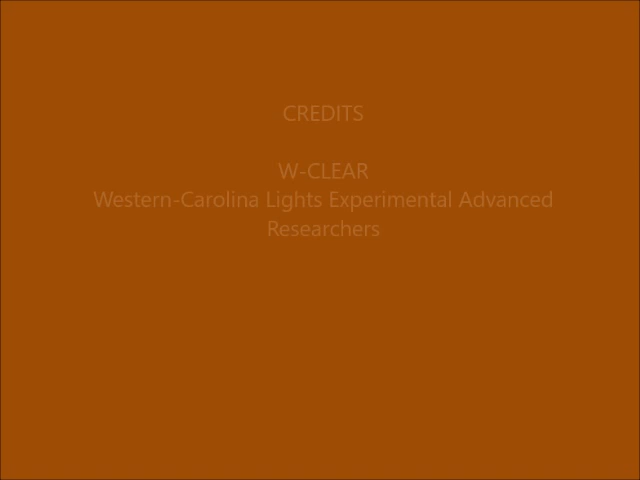 CREDITS
W-CLEAR
Western-Carolina Lights Experimental Advanced
Researchers